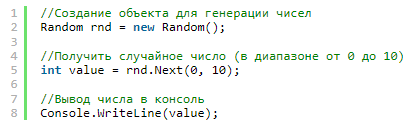 1 //Создание объекта для генерации чисел
2 Random rnd = new Random();
3
4 //Получить случайное число (в диапазоне от 0 до 10)
5 int value = rnd.Next(0, 10);
6
7 //Вывод числа в консоль
8 Console.WriteLine(value);